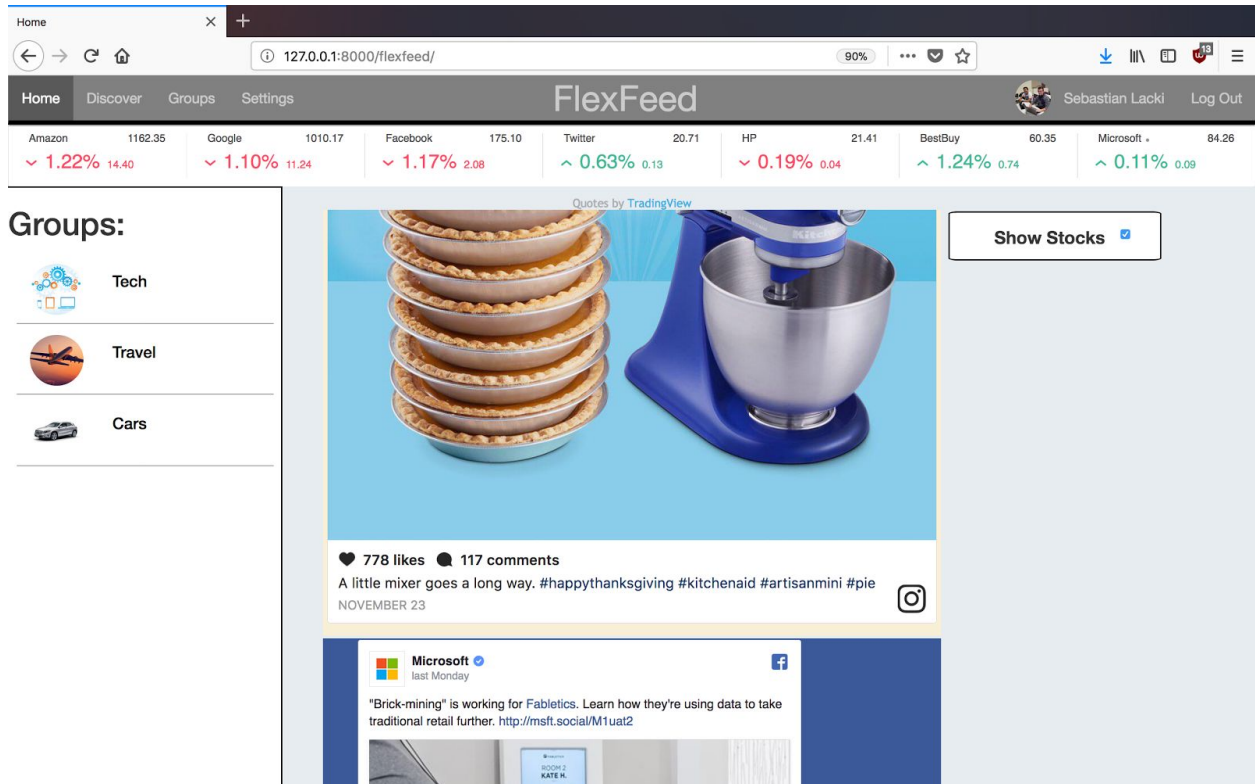 Home
127.0.0.1:8000/flexfeed/
90%
13
Home Discover Groups Settings
FlexFeed
Sebastian Lacki Log Out
Amazon 1162.35 Google 1010.17 Facebook 175.10 Twitter 20.71 HP 21.41 BestBuy 60.35 Microsoft 84.26
1.22% 14.40 1.10% 11.24 1.17% 2.08 0.63% 0.13 0.19% 0.04 1.24% 0.74 0.11% 0.09
Quotes by TradingView
Groups:
Tech
Travel
Cars
Show Stocks
778 likes 117 comments
A little mixer goes a long way. #happythanksgiving #kitchenaid #artisanmini #pie
NOVEMBER 23
Microsoft
last Monday
"Brick-mining" is working for Fabletics. Learn how they're using data to take
traditional retail further. http://msft.social/M1uat2
ROOM 2
KATE H.